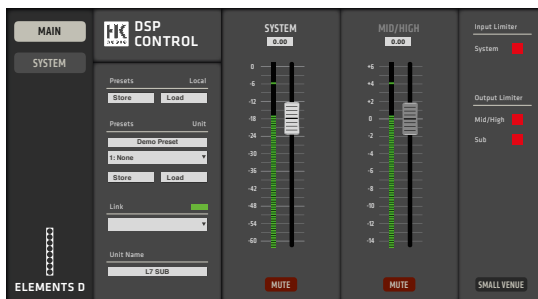 MAIN
SYSTEM
ELEMENTS D
HK
DSP
CONTROL
Presets Local
Store Load
Presets Unit
Demo Preset
1: None
Store Load
Link
Unit Name
L7 SUB
SYSTEM
0.00
0
-6
-12
-18
-24
-30
-36
-42
-48
-54
-60
MUTE
MID/HIGH
0.00
+6
+4
+2
0
-2
-4
-6
-8
-10
-12
-14
MUTE
Input Limiter
System
Output Limiter
Mid/High
Sub
SMALL VENUE